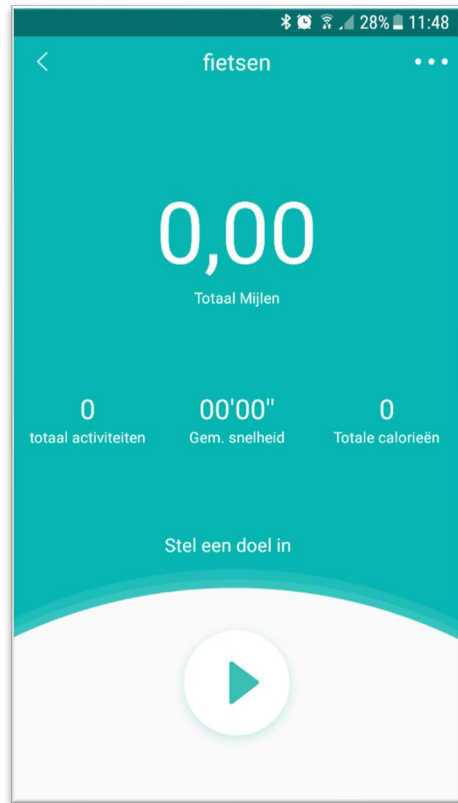 28% 11:48
fietsen
0,00
Totaal Mijlen
0 00'00" 0
totaal activiteiten Gem. snelheid Totale calorieën
Stel een doel in